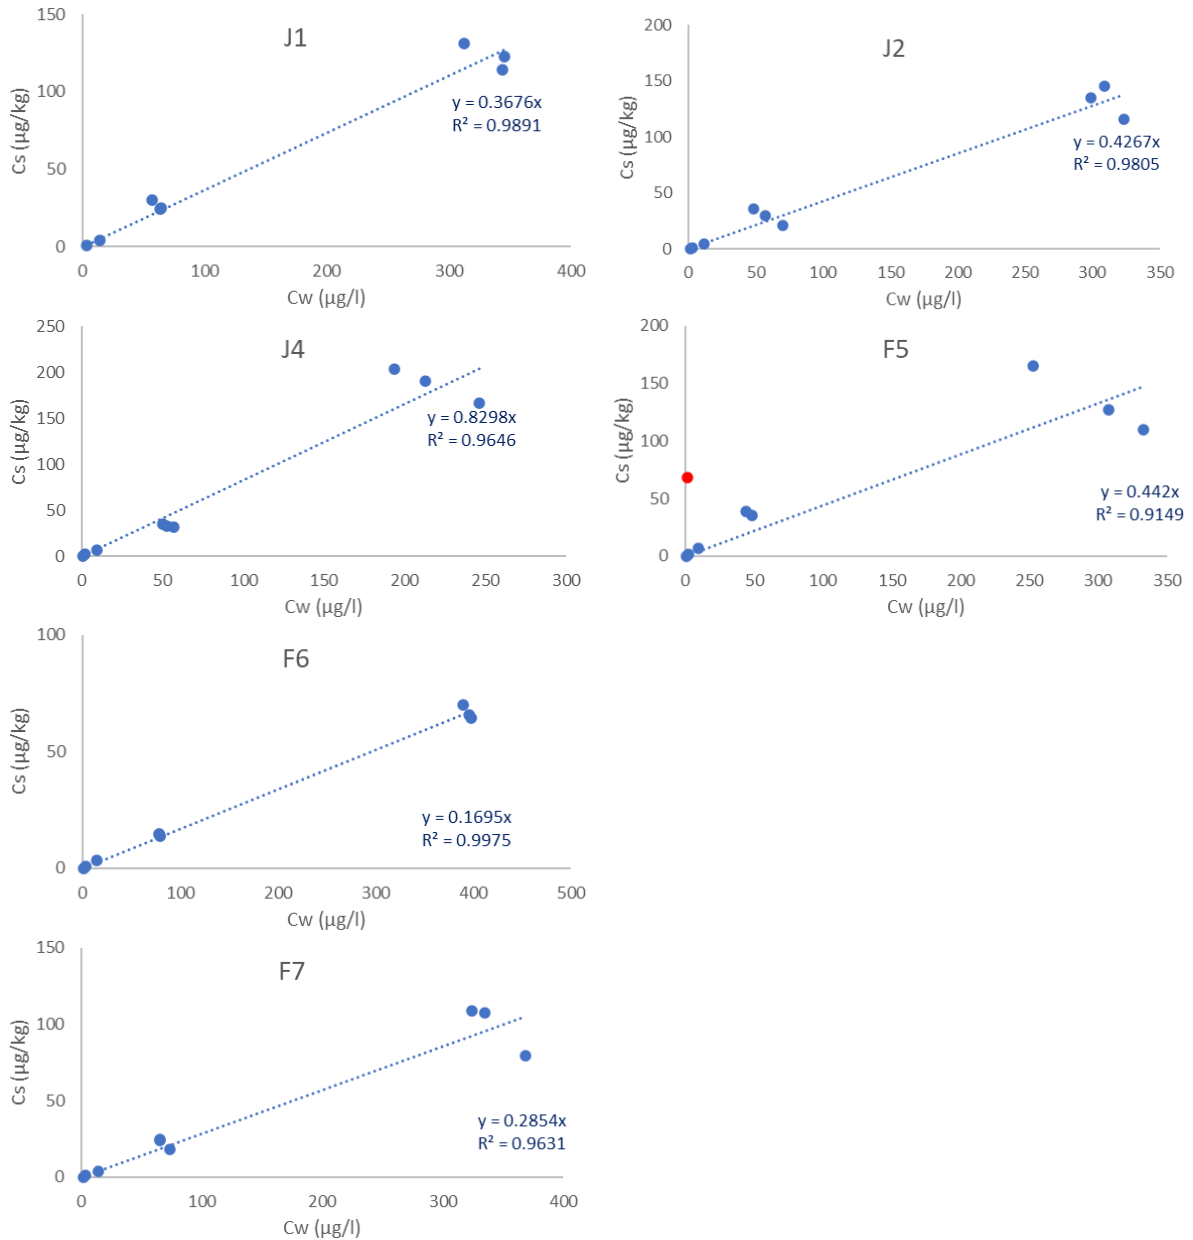 J1
150
100
50
0
Cs (µg/kg)
y = 0.3676x
R² = 0.9891
0 100 200 300 400
Cw (µg/l)
J2
200
150
100
50
0
Cs (µg/kg)
y = 0.4267x
R² = 0.9805
0 50 100 150 200 250 300 350
Cw (µg/l)
J4
250
200
150
100
50
0
Cs (µg/kg)
y = 0.8298x
R² = 0.9646
0 50 100 150 200 250 300
Cw (µg/l)
F5
200
150
100
50
0
Cs (µg/kg)
y = 0.442x
R² = 0.9149
0 50 100 150 200 250 300 350
Cw (µg/l)
F6
100
50
0
Cs (µg/kg)
y = 0.1695x
R² = 0.9975
0 100 200 300 400 500
Cw (µg/l)
F7
150
100
50
0
Cs (µg/kg)
y = 0.2854x
R² = 0.9631
0 100 200 300 400
Cw (µg/l)